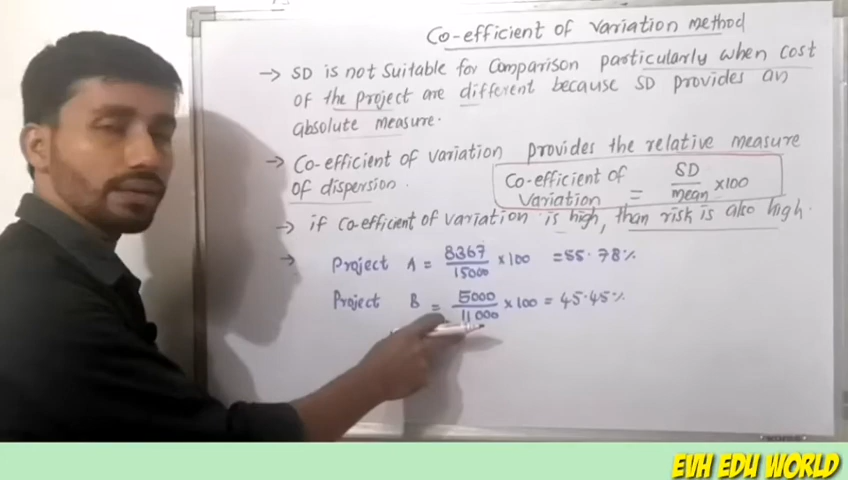 Co-efficient of variation method
→ SD is not suitable for comparison particularly when cost
of the project are different because SD provides an
absolute measure.
→ Co-efficient of variation provides the relative measure
of dispersion.
Co-efficient of variation = SD/mean ×100
→ if co-efficient of variation is high, than risk is also high.
→ Project A = 8367/15000 ×100 = 55.78%
Project B = 5000/11000 ×100 = 45.45%
EVH EDU WORLD